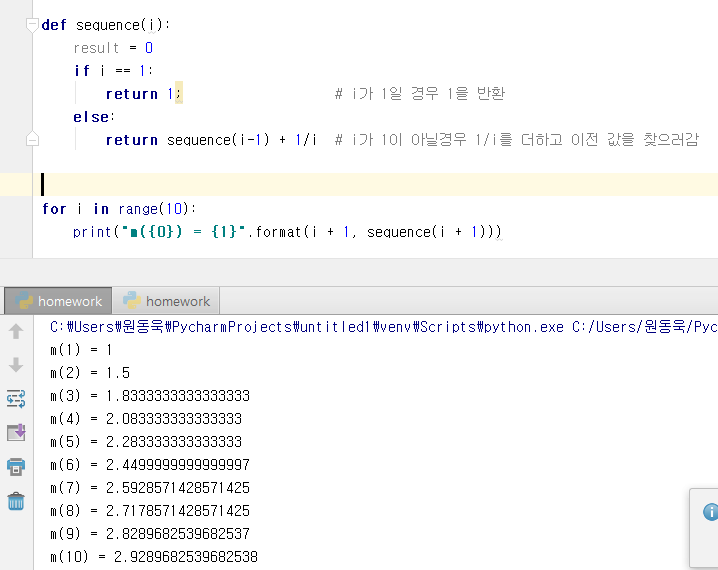 def sequence(i):
    result = 0
    if i == 1:
        return 1;                    # i가 1일 경우 1을 반환
    else:
        return sequence(i-1) + 1/i  # i가 1이 아닐경우 1/i를 더하고 이전 값을 찾으러감
for i in range(10):
    print("m({0}) = {1}".format(i + 1, sequence(i + 1)))
homework homework
C:\Users\원동욱\PycharmProjects\untitled1\venv\Scripts\python.exe C:/Users/원동욱/Pyc
m(1) = 1
m(2) = 1.5
m(3) = 1.8333333333333333
m(4) = 2.083333333333333
m(5) = 2.283333333333333
m(6) = 2.4499999999999997
m(7) = 2.5928571428571425
m(8) = 2.7178571428571425
m(9) = 2.8289682539682537
m(10) = 2.9289682539682538